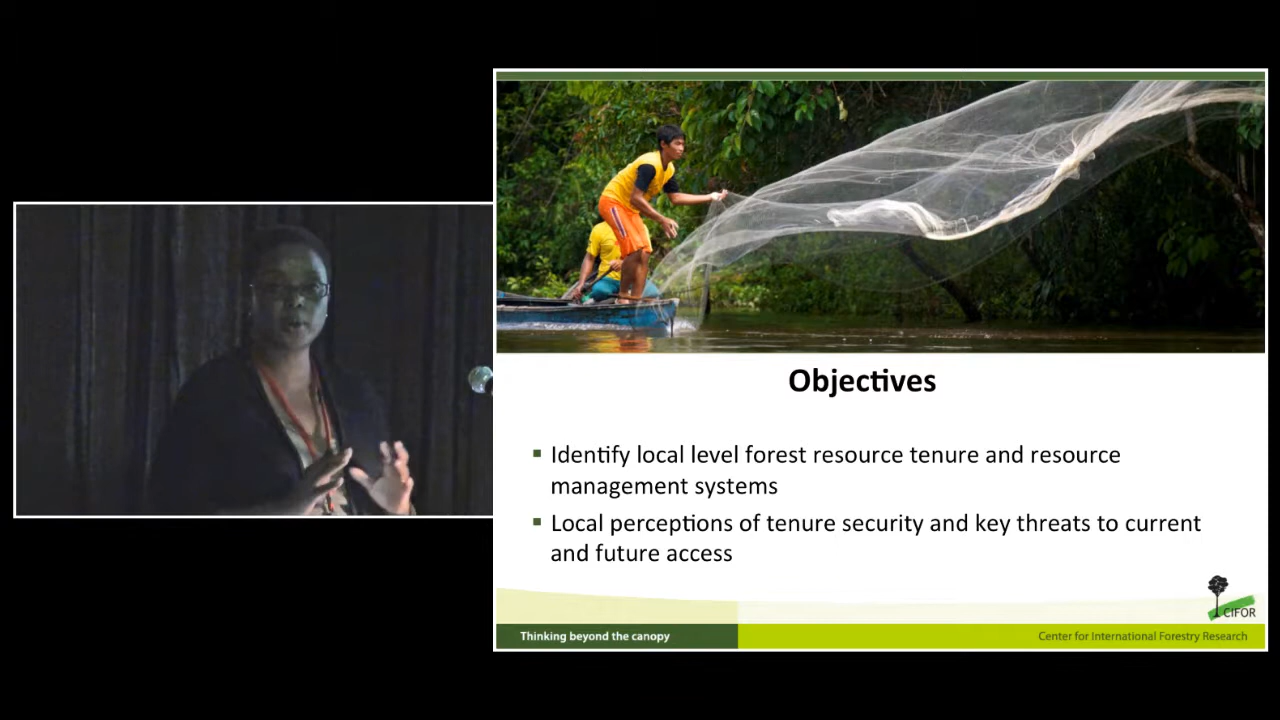 Objectives
Identify local level forest resource tenure and resource
management systems
Local perceptions of tenure security and key threats to current
and future access
CIFOR
Thinking beyond the canopy
Center for International Forestry Research